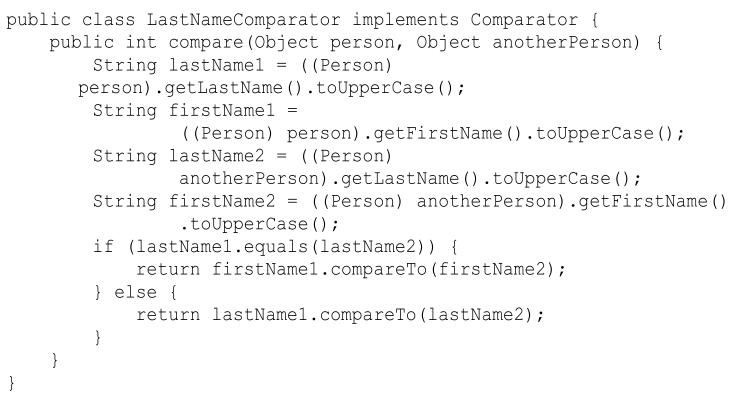 public class LastNameComparator implements Comparator {
    public int compare(Object person, Object anotherPerson) {
        String lastName1 = ((Person)
       person).getLastName().toUpperCase();
        String firstName1 =
                ((Person) person).getFirstName().toUpperCase();
        String lastName2 = ((Person)
                anotherPerson).getLastName().toUpperCase();
        String firstName2 = ((Person) anotherPerson).getFirstName()
                .toUpperCase();
        if (lastName1.equals(lastName2)) {
            return firstName1.compareTo(firstName2);
        } else {
            return lastName1.compareTo(lastName2);
        }
    }
}